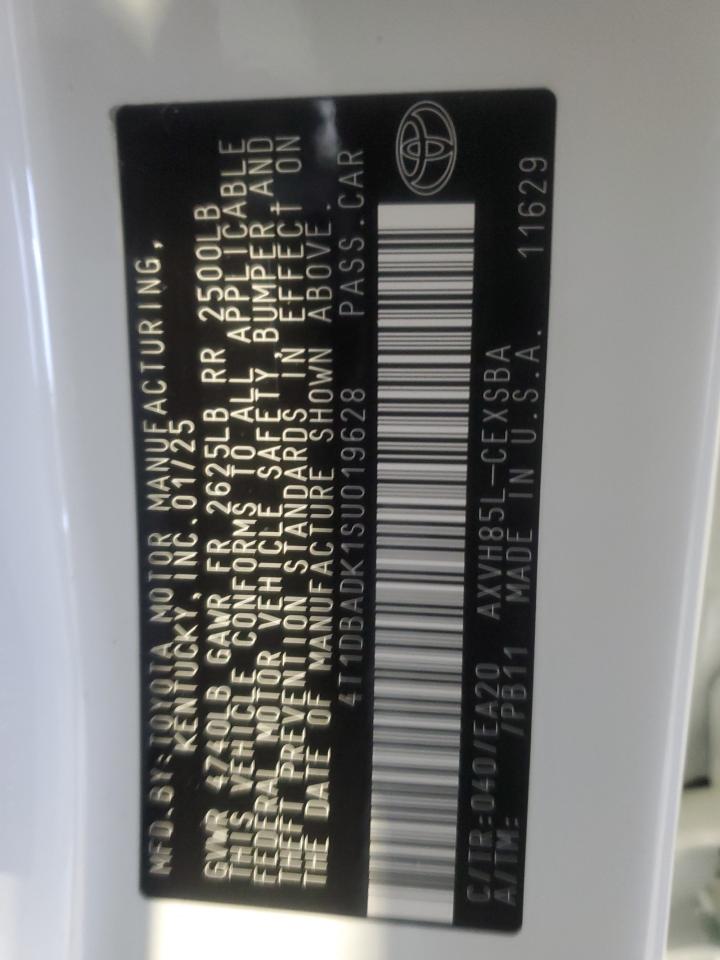 MFD.BY:TOYOTA MOTOR MANUFACTURING,
KENTUCKY, INC.01/25
GVWR 4740LB GAWR FR 2625LB RR 2500LB
THIS VEHICLE CONFORMS TO ALL APPLICABLE
FEDERAL MOTOR VEHICLE SAFETY,BUMPER,AND
THEFT PREVENTION STANDARDS IN EFFECT ON
THE DATE OF MANUFACTURE SHOWN ABOVE.
4T1DBADK1SU019628 PASS.CAR
C/TR:040/EA20 AXVH85L-CEXSBA
A/TM: /PB11 MADE IN U.S.A. 11629